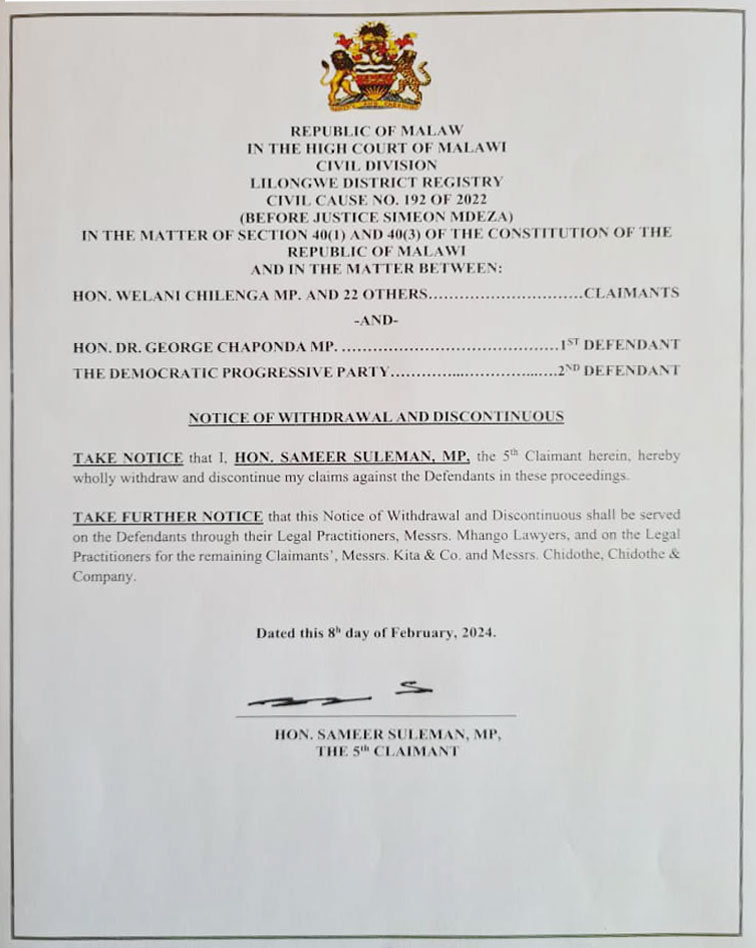 REPUBLIC OF MALAW
IN THE HIGH COURT OF MALAWI
CIVIL DIVISION
LILONGWE DISTRICT REGISTRY
CIVIL CAUSE NO. 192 OF 2022
(BEFORE JUSTICE SIMEON MDEZA)
IN THE MATTER OF SECTION 40(1) AND 40(3) OF THE CONSTITUTION OF THE
REPUBLIC OF MALAWI
AND IN THE MATTER BETWEEN:
HON. WELANI CHILENGA MP. AND 22 OTHERS..............................CLAIMANTS
-AND-
HON. DR. GEORGE CHAPONDA MP. ..........................................1ST DEFENDANT
THE DEMOCRATIC PROGRESSIVE PARTY................................2ND DEFENDANT
NOTICE OF WITHDRAWAL AND DISCONTINUOUS
TAKE NOTICE that I, HON. SAMEER SULEMAN, MP, the 5th Claimant herein, hereby
wholly withdraw and discontinue my claims against the Defendants in these proceedings.
TAKE FURTHER NOTICE that this Notice of Withdrawal and Discontinuous shall be served
on the Defendants through their Legal Practitioners, Messrs. Mhango Lawyers, and on the Legal
Practitioners for the remaining Claimants', Messrs. Kita & Co. and Messrs. Chidothe, Chidothe &
Company.
Dated this 8h day of February, 2024.
HON. SAMEER SULEMAN, MP,
THE 5th CLAIMANT